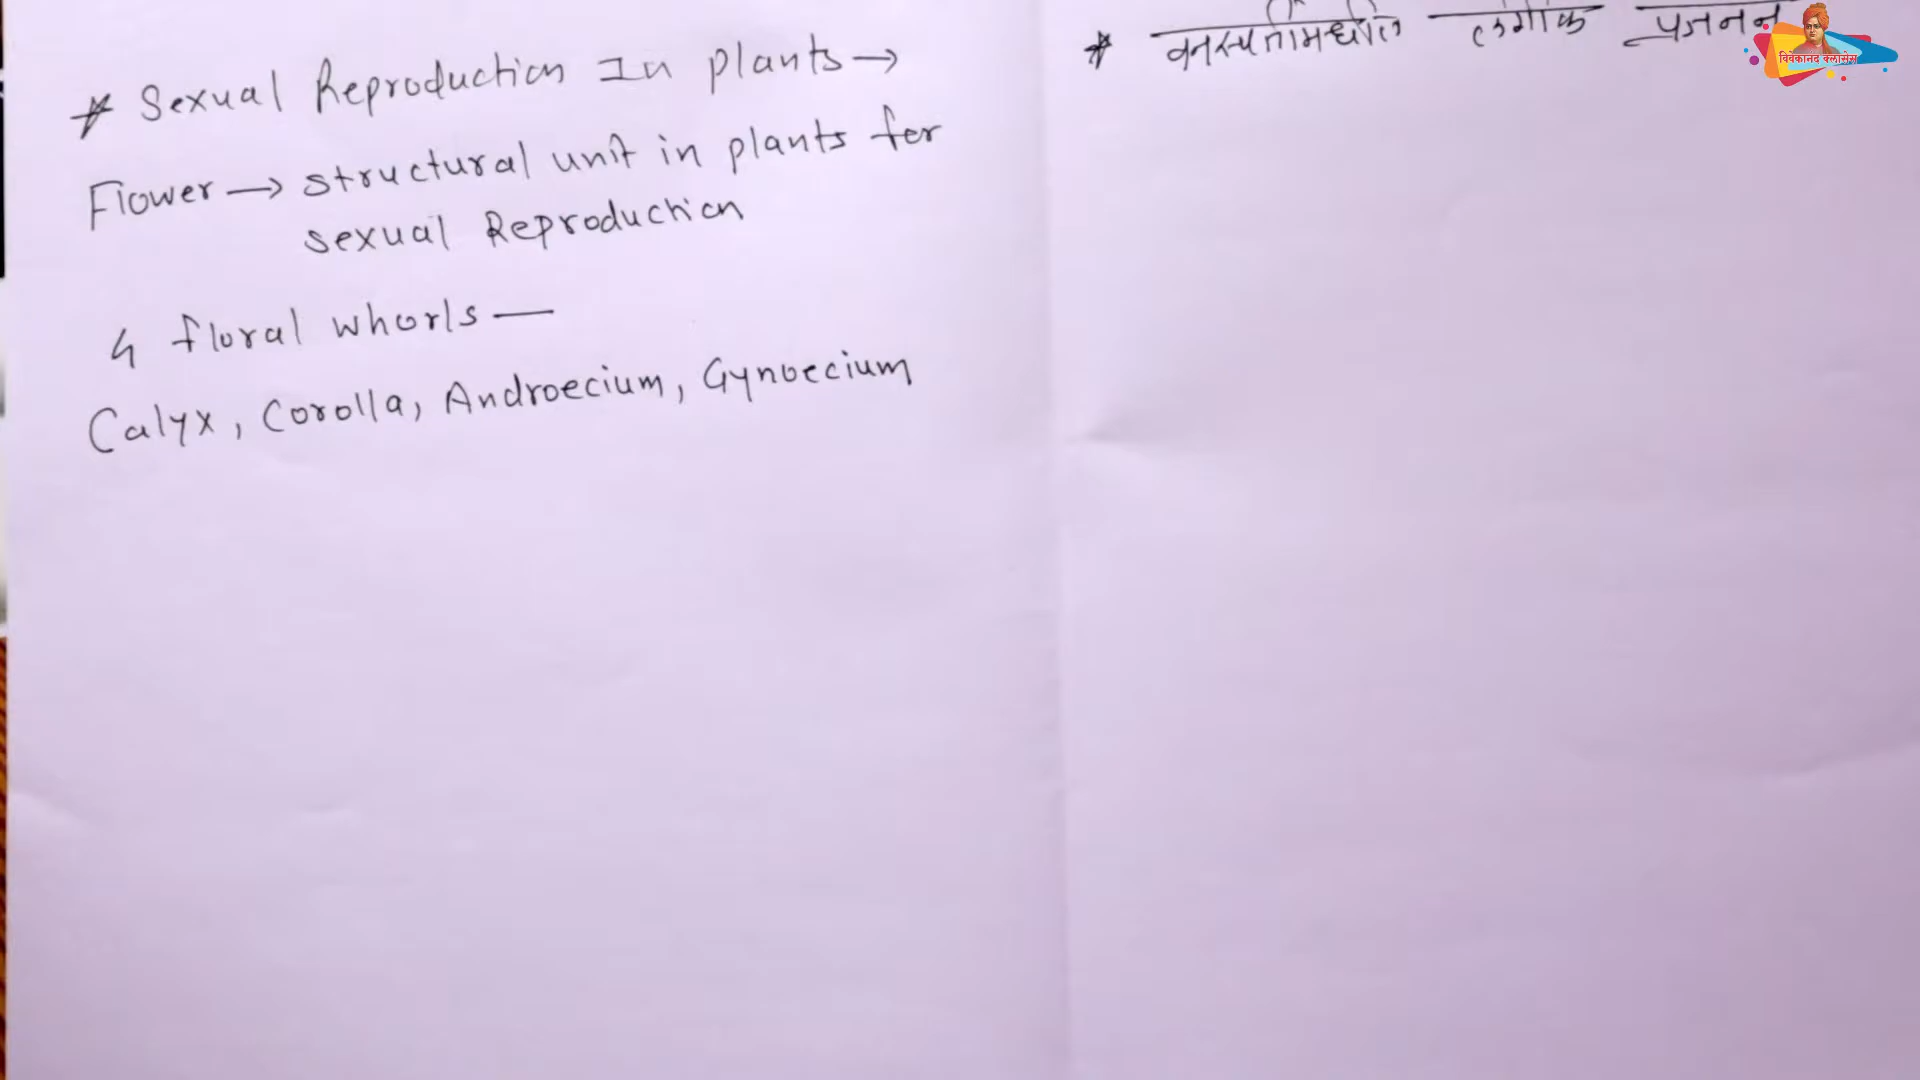 * Sexual Reproduction In plants →
Flower → structural unit in plants for
sexual Reproduction
4 floral whorls —
Calyx, Corolla, Androecium, Gynoecium
* वनस्पतीमधील लैंगीक प्रजनन
विवेकानंद क्लासेस